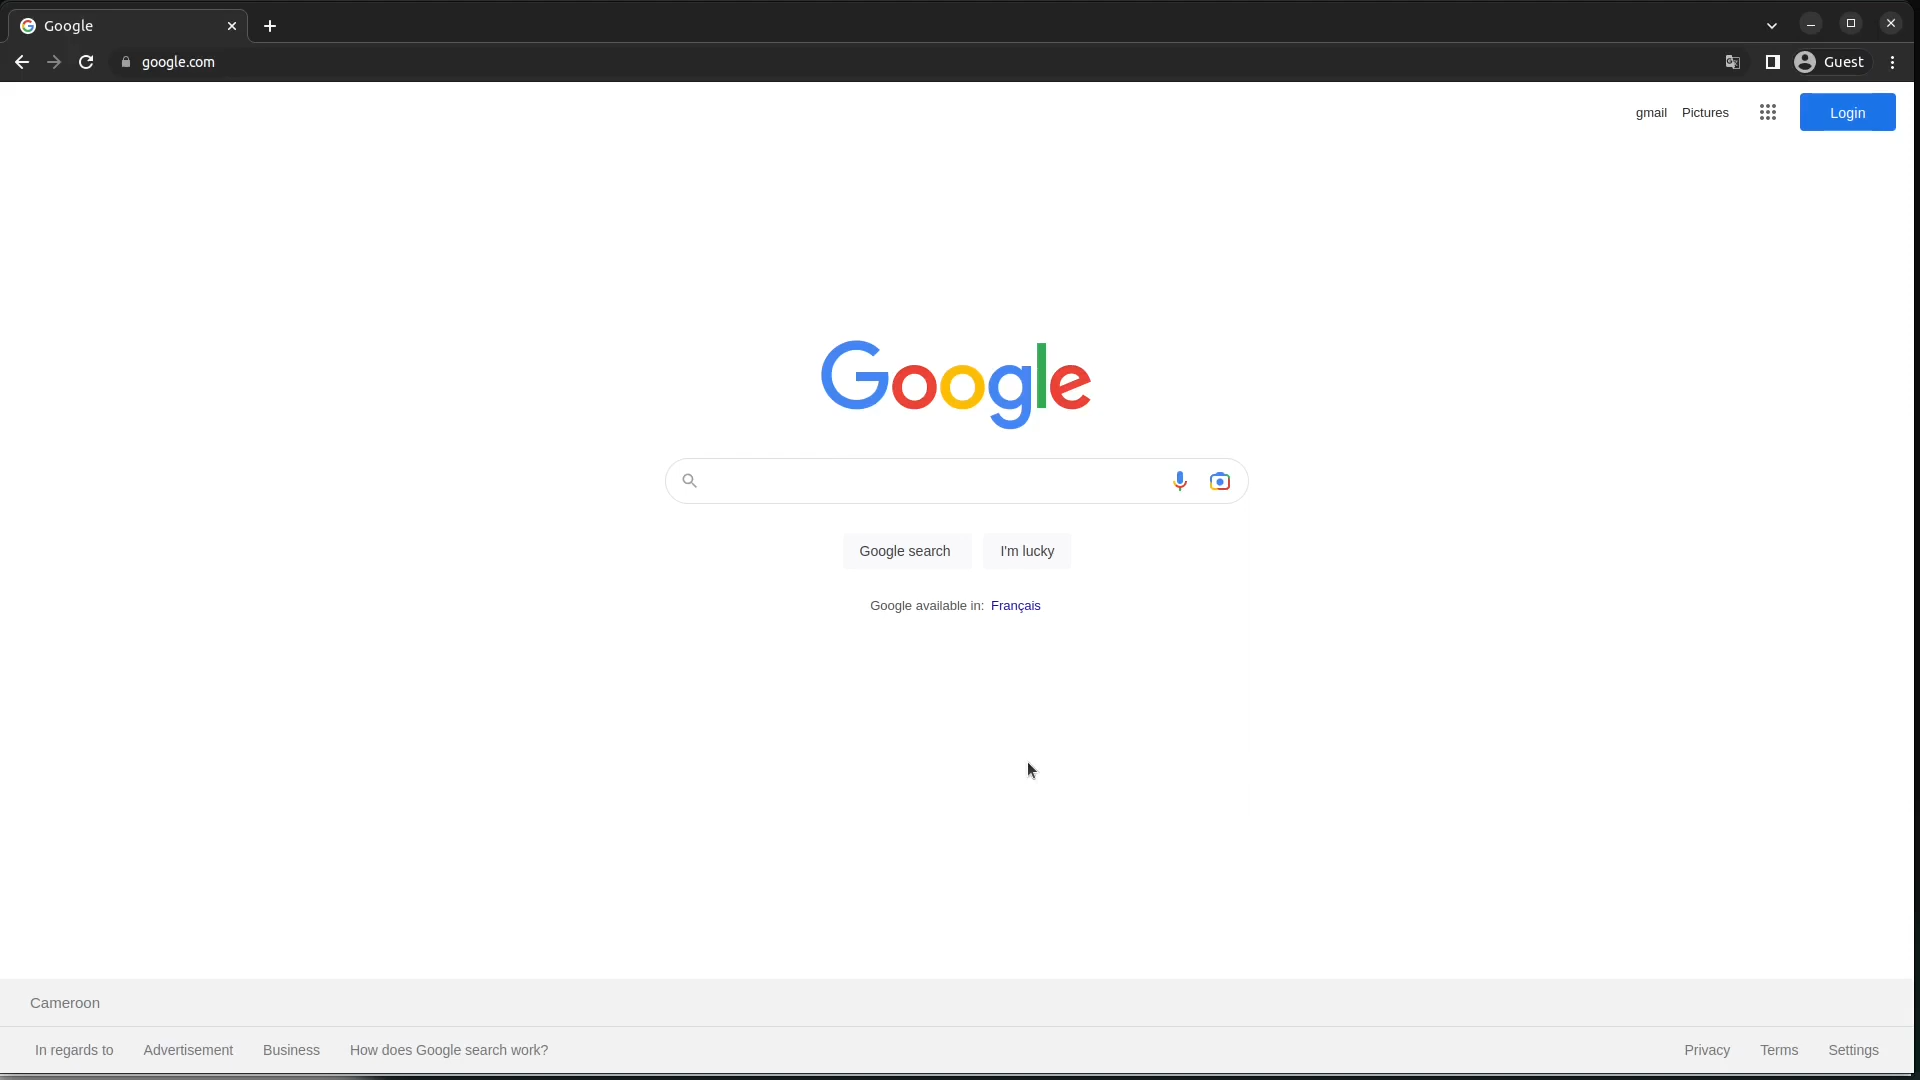 Google
google.com
Guest
gmail Pictures Login
Google
Google search I'm lucky
Google available in: Français
Cameroon
In regards to Advertisement Business How does Google search work? Privacy Terms Settings